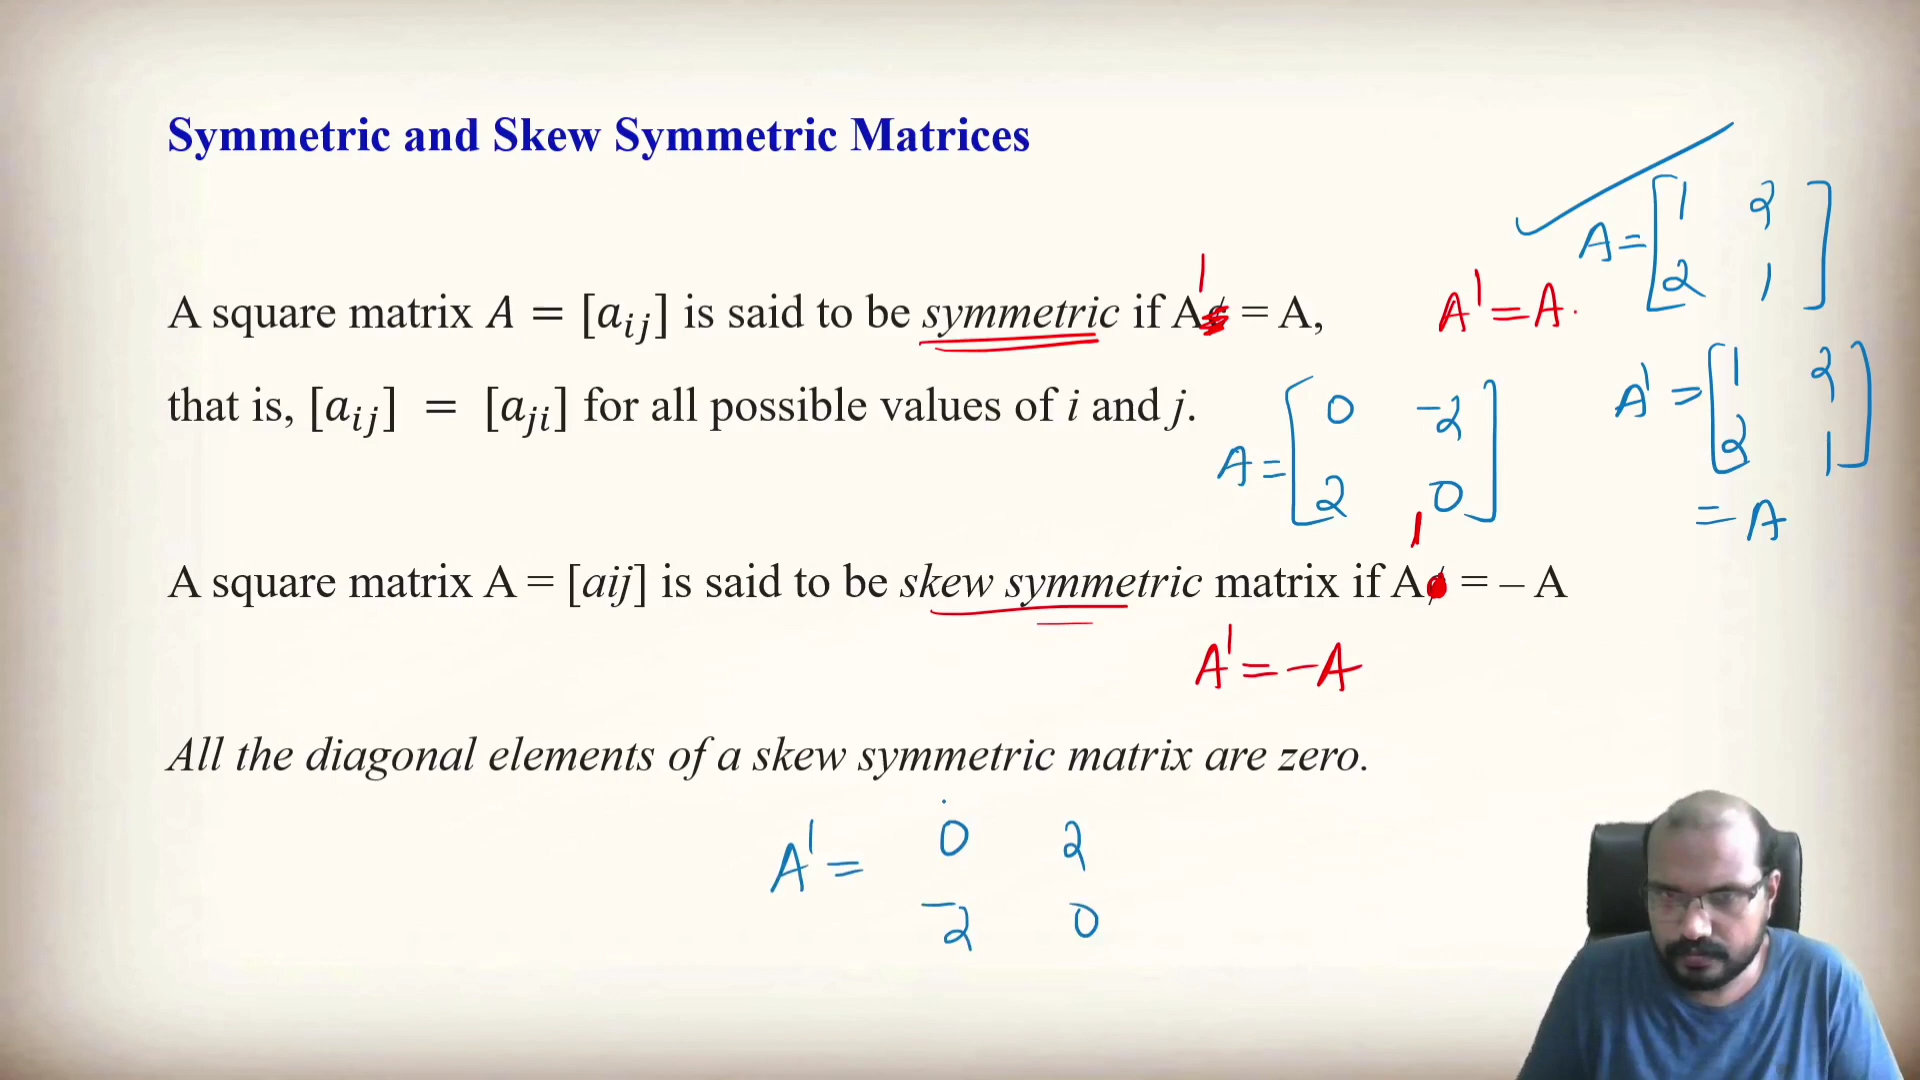 Symmetric and Skew Symmetric Matrices
A = [1 2
2 1]
A square matrix A = [aij] is said to be symmetric if A' = A,
A' = A.
that is, [aij] = [aji] for all possible values of i and j.
A = [0 -2
2 0]
A' = [1 2
2 1]
= A
A square matrix A = [aij] is said to be skew symmetric matrix if A' = – A
A' = -A
All the diagonal elements of a skew symmetric matrix are zero.
A' = 0 2
-2 0